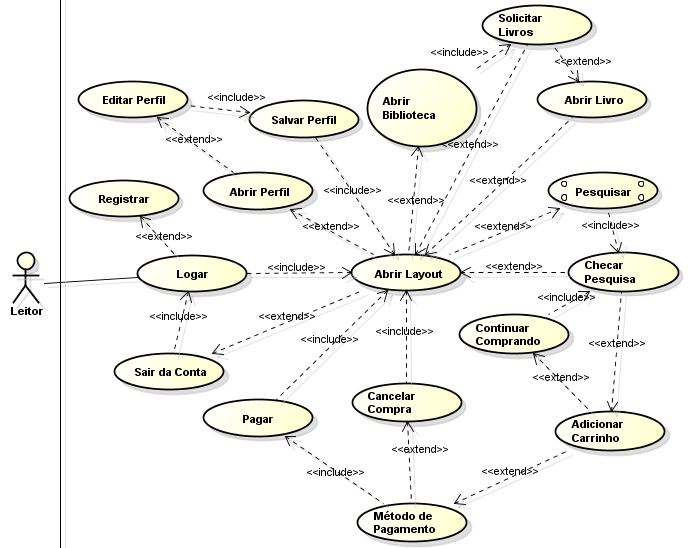 Solicitar
Livros
<<include>>
<<extend>>
Editar Perfil
<<include>>
Abrir
Biblioteca
Abrir Livro
Salvar Perfil
<<extend>>
<<extend>>
Registrar
Abrir Perfil
<<include>>
<<extend>>
<<extend>>
Pesquisar
<<extend>>
<<extend>>
<<extend>>
<<include>>
Logar
<<include>>
Abrir Layout
<<extend>>
Checar
Pesquisa
Leitor
<<include>>
<<extend>>
<<include>>
<<include>>
<<include>>
Continuar
Comprando
<<extend>>
Sair da Conta
<<extend>>
Cancelar
Compra
Pagar
Adicionar
Carrinho
<<extend>>
<<include>>
<<extend>>
Método de
Pagamento